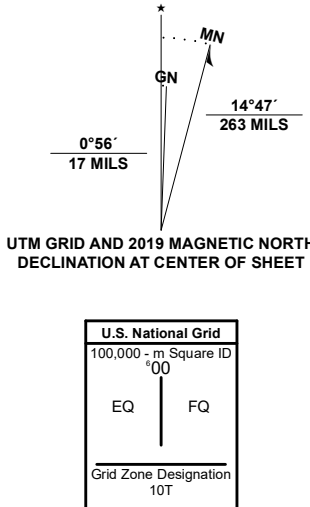 ★
MN
GN
14°47´
263 MILS
0°56´
17 MILS
UTM GRID AND 2019 MAGNETIC NORTH
DECLINATION AT CENTER OF SHEET
U.S. National Grid
100,000 - m Square ID
⁶00
EQ FQ
Grid Zone Designation
10T